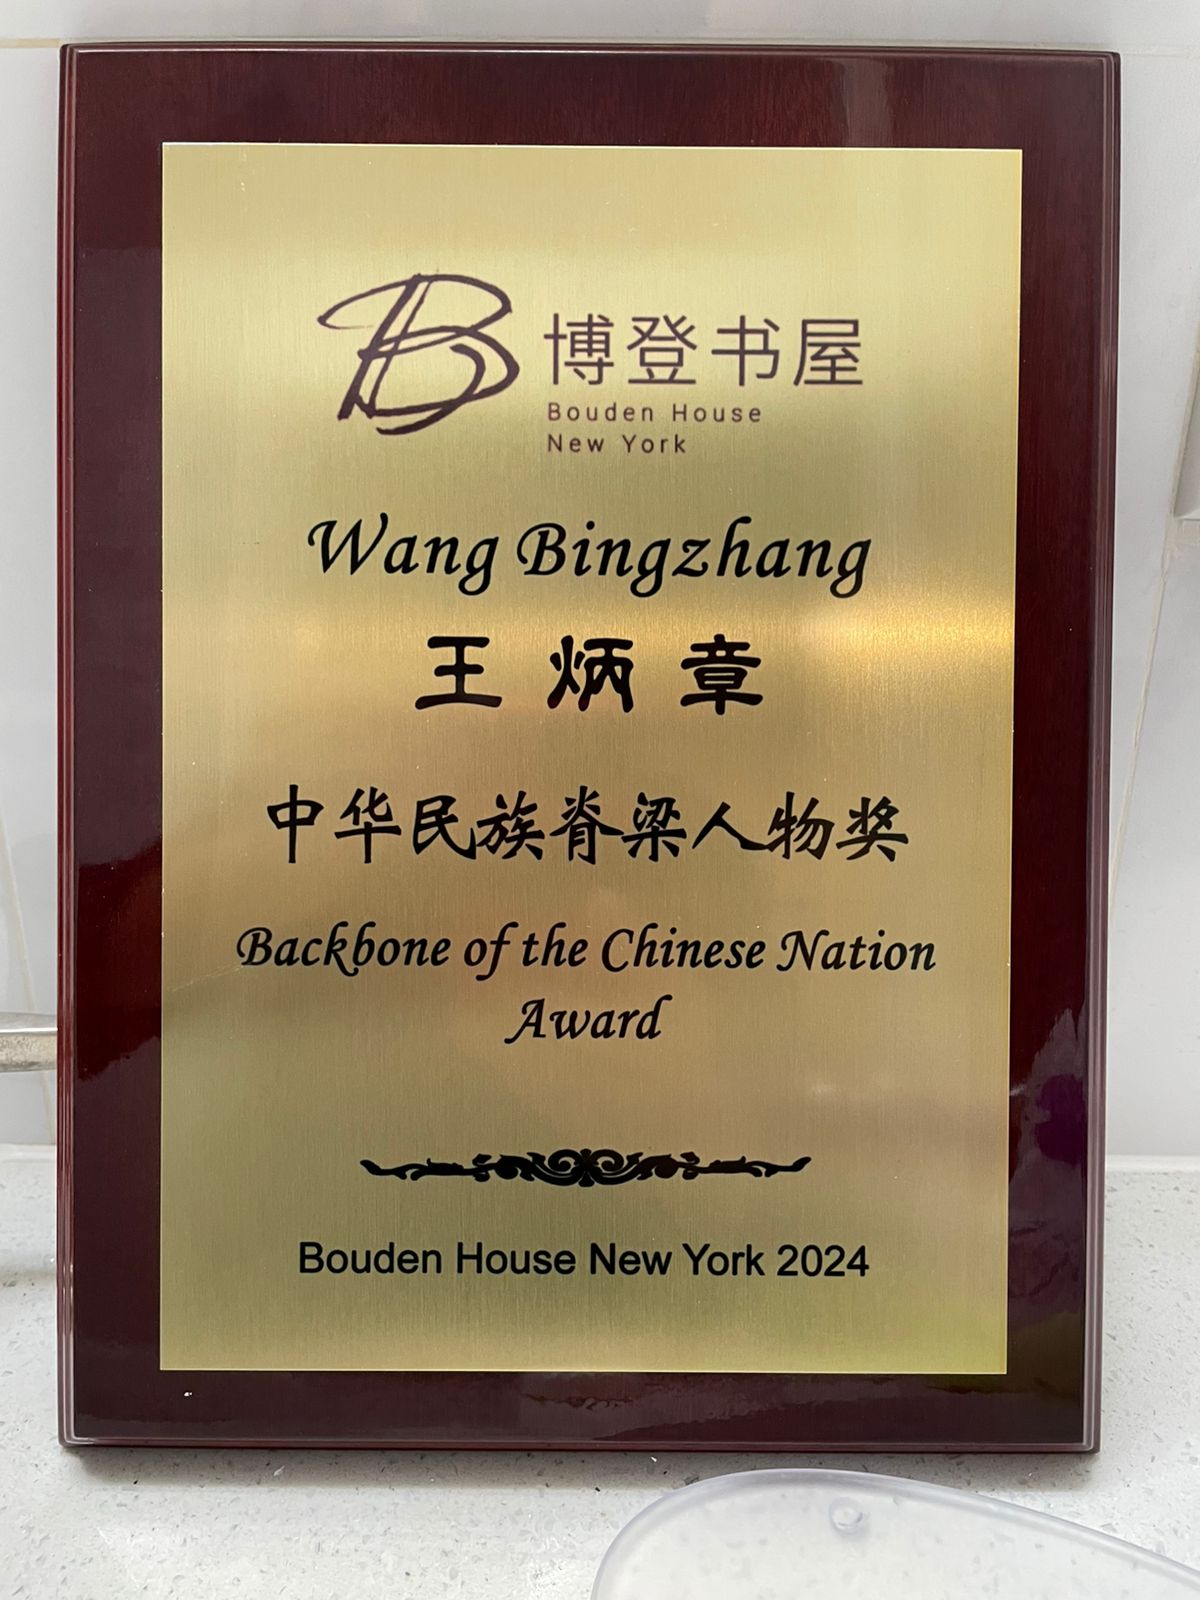 博登书屋
Bouden House
New York
Wang Bingzhang
王炳章
中华民族脊梁人物奖
Backbone of the Chinese Nation
Award
Bouden House New York 2024